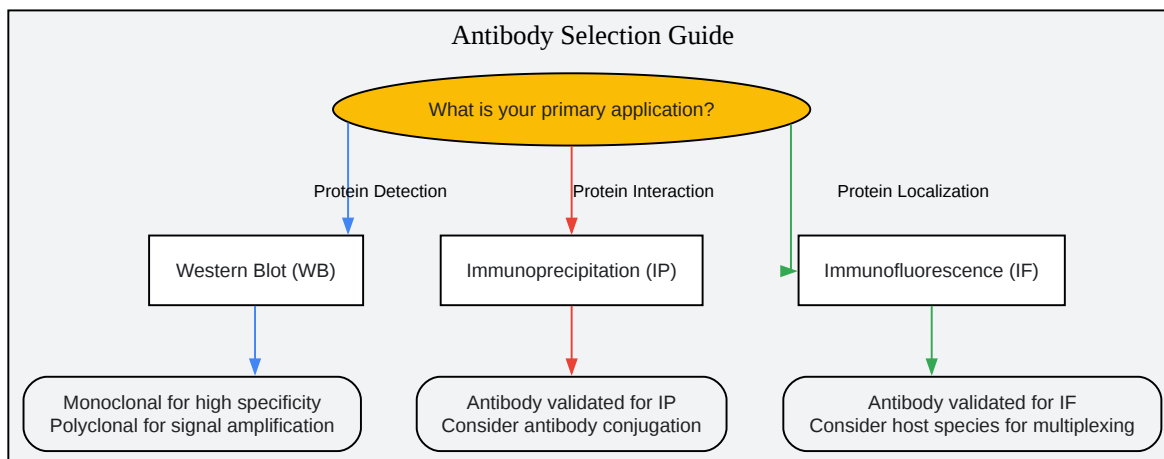 Antibody Selection Guide
What is your primary application?
Protein Detection
Protein Interaction
Protein Localization
Western Blot (WB)
Immunoprecipitation (IP)
Immunofluorescence (IF)
Monoclonal for high specificity
Polyclonal for signal amplification
Antibody validated for IP
Consider antibody conjugation
Antibody validated for IF
Consider host species for multiplexing